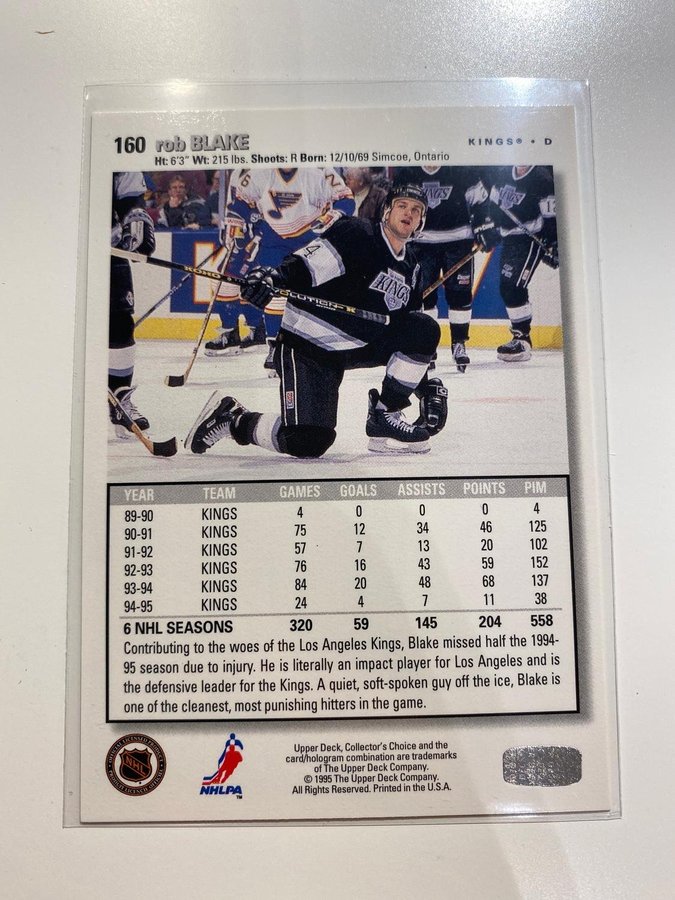 160 rob BLAKE
KINGS® • D
Ht: 6'3" Wt: 215 lbs. Shoots: R Born: 12/10/69 Simcoe, Ontario
26
4
KINGS
KOHO REVOLUTION
YEAR TEAM GAMES GOALS ASSISTS POINTS PIM
89-90 KINGS 4 0 0 0 4
90-91 KINGS 75 12 34 46 125
91-92 KINGS 57 7 13 20 102
92-93 KINGS 76 16 43 59 152
93-94 KINGS 84 20 48 68 137
94-95 KINGS 24 4 7 11 38
6 NHL SEASONS 320 59 145 204 558
Contributing to the woes of the Los Angeles Kings, Blake missed half the 1994-
95 season due to injury. He is literally an impact player for Los Angeles and is
the defensive leader for the Kings. A quiet, soft-spoken guy off the ice, Blake is
one of the cleanest, most punishing hitters in the game.
NHL
NHLPA
TM
Upper Deck, Collector's Choice and the
card/hologram combination are trademarks
of The Upper Deck Company.
© 1995 The Upper Deck Company.
All Rights Reserved. Printed in the U.S.A.